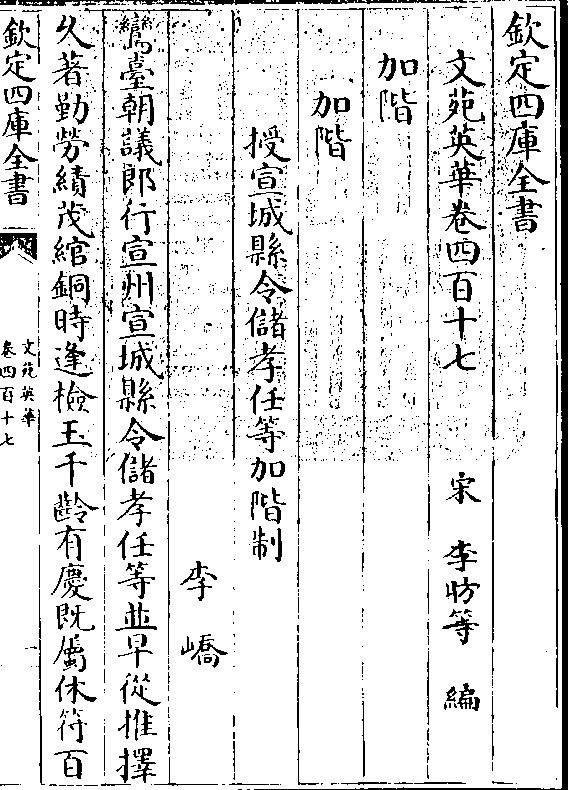 欽定四庫全書
文苑英華卷四百十七
宋 李昉等 編
加階
加階
授宣城縣令儲孝任等加階制
李嶠
鸞臺朝議郎行宣州宣城縣令儲孝任等並早從推擇
久著勤勞績茂綰銅時逢檢玉千齡有慶既屬休符百
欽定四庫全書
文苑英華
卷四百十七